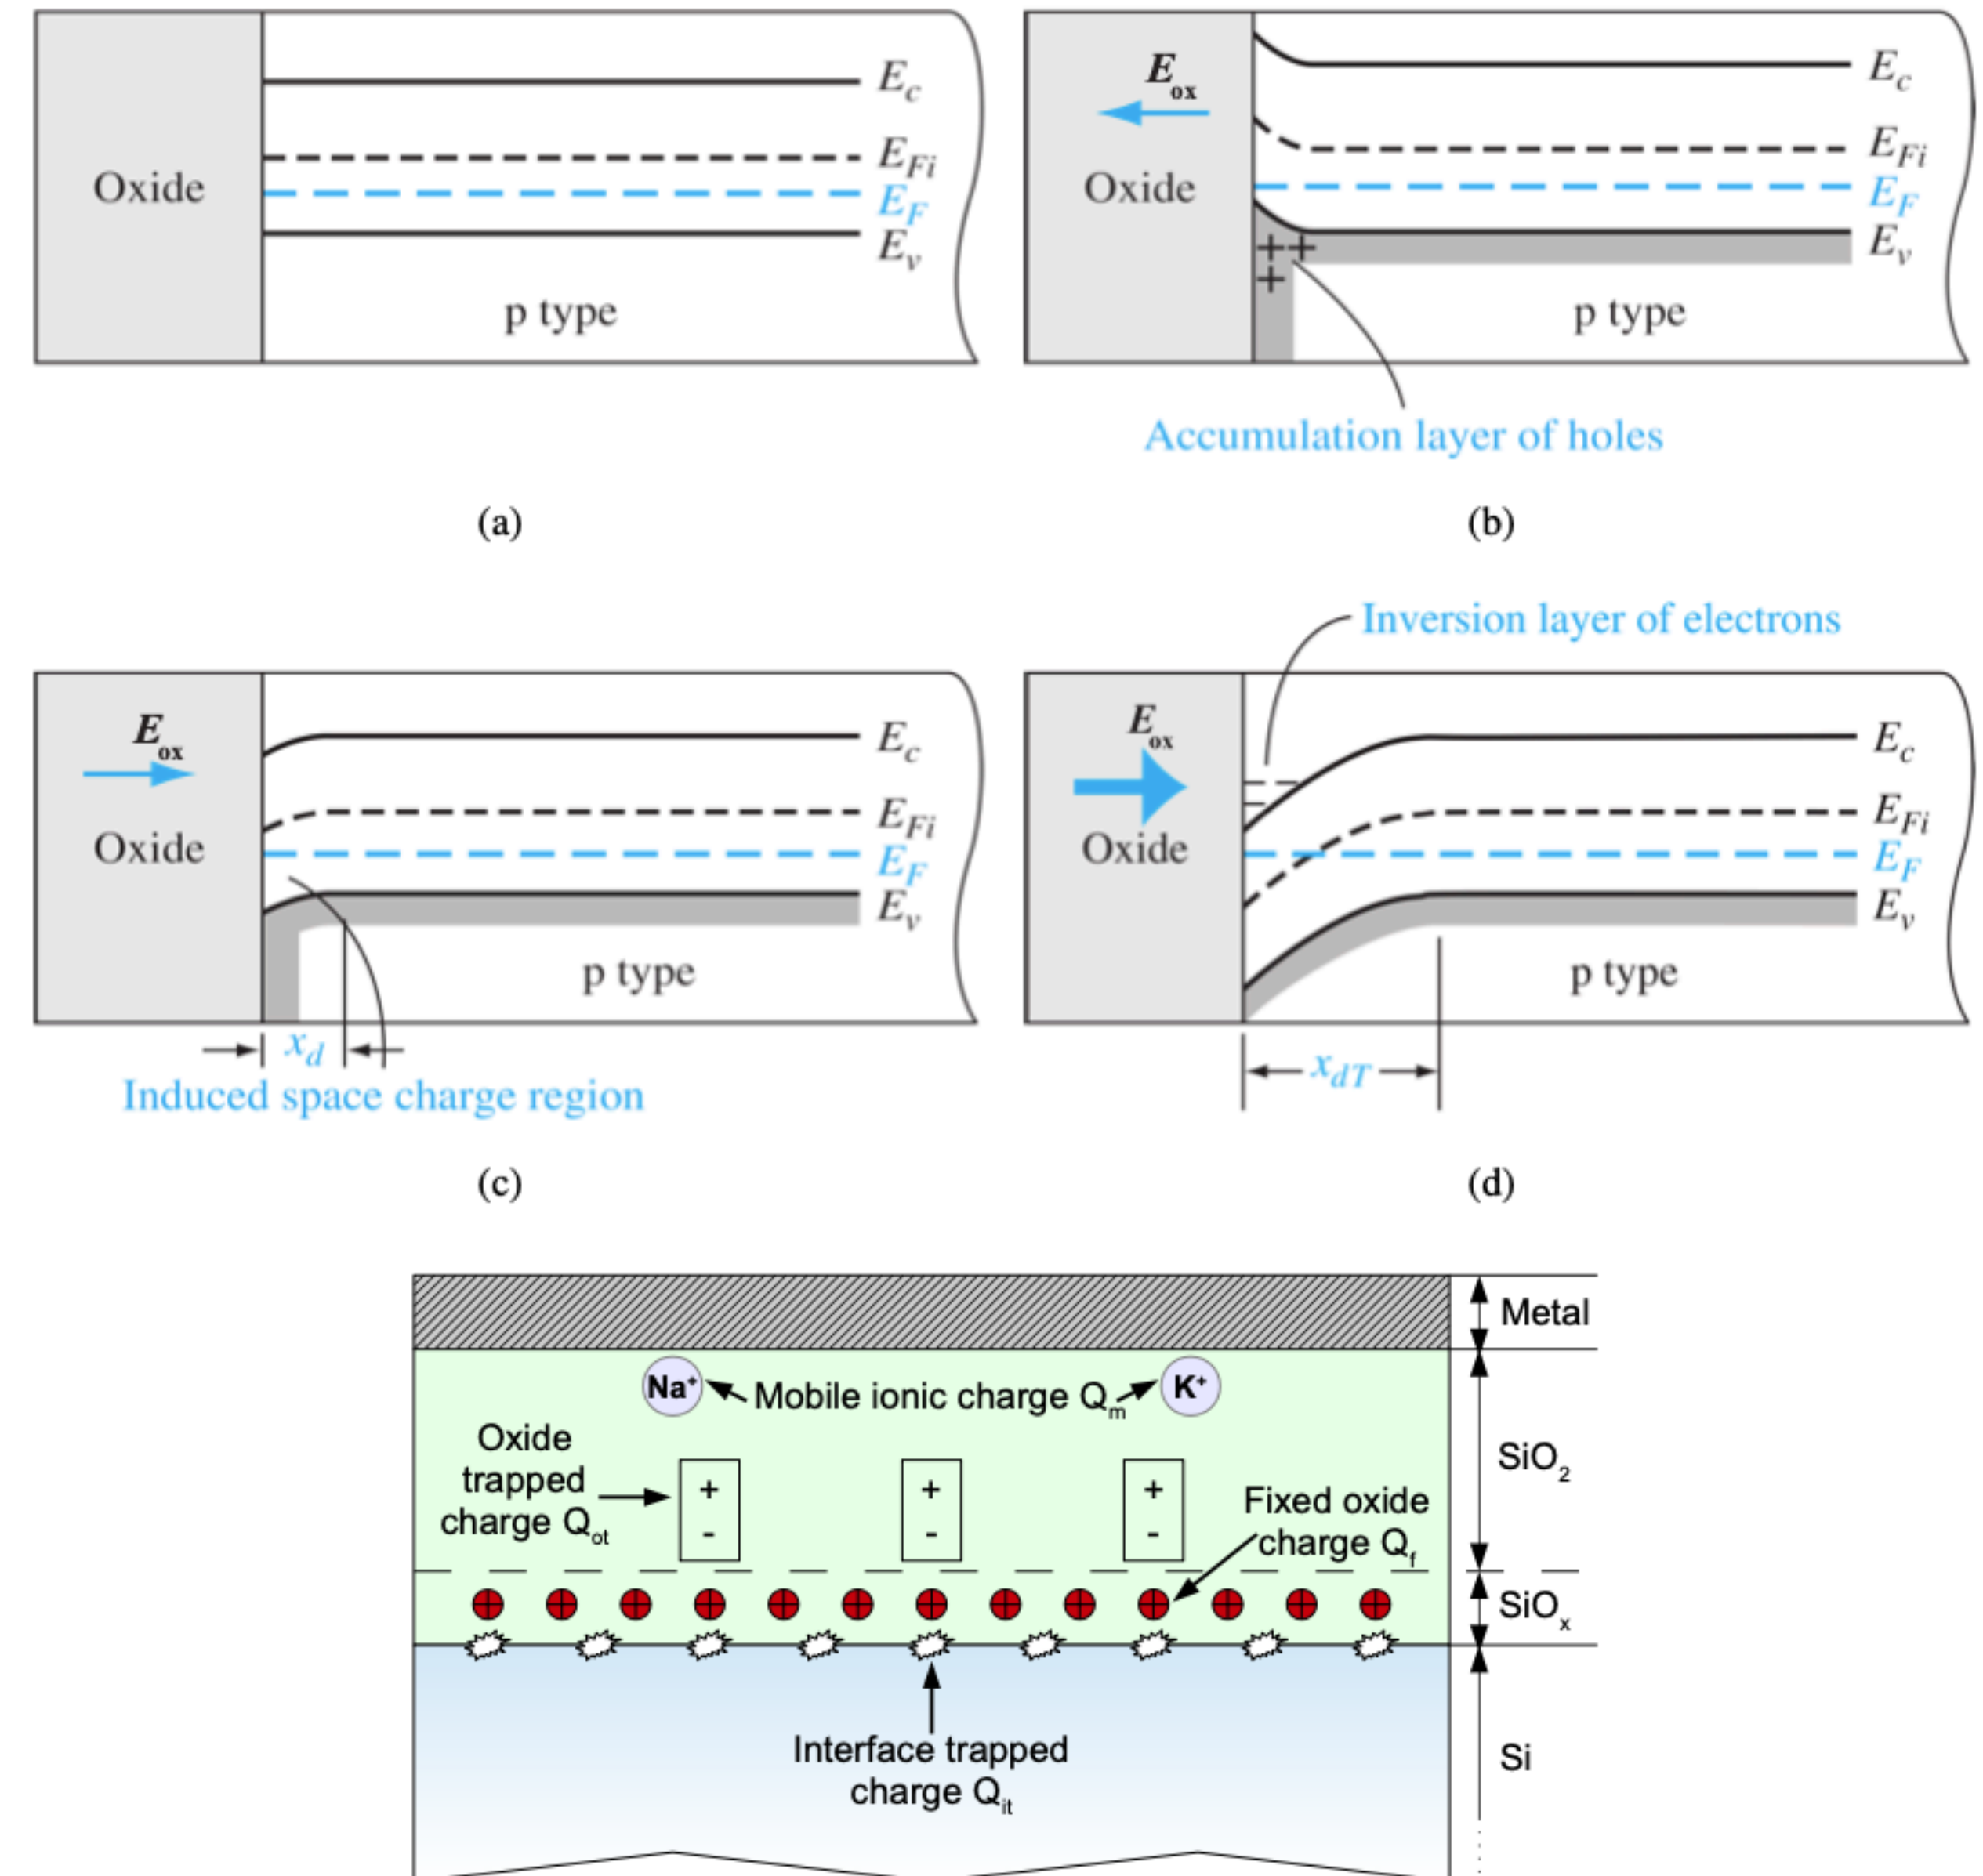 Oxide
E_c
E_Fi
E_F
E_v
p type
(a)
E_ox
Oxide
E_c
E_Fi
E_F
E_v
++
+
p type
Accumulation layer of holes
(b)
E_ox
Oxide
E_c
E_Fi
E_F
E_v
p type
x_d
Induced space charge region
(c)
Inversion layer of electrons
E_ox
Oxide
E_c
E_Fi
E_F
E_v
p type
x_dT
(d)
Metal
Na⁺
Mobile ionic charge Q_m
K⁺
Oxide
trapped
charge Q_ot
+
-
+
-
+
-
Fixed oxide
charge Q_f
SiO₂
SiO_x
Interface trapped
charge Q_it
Si